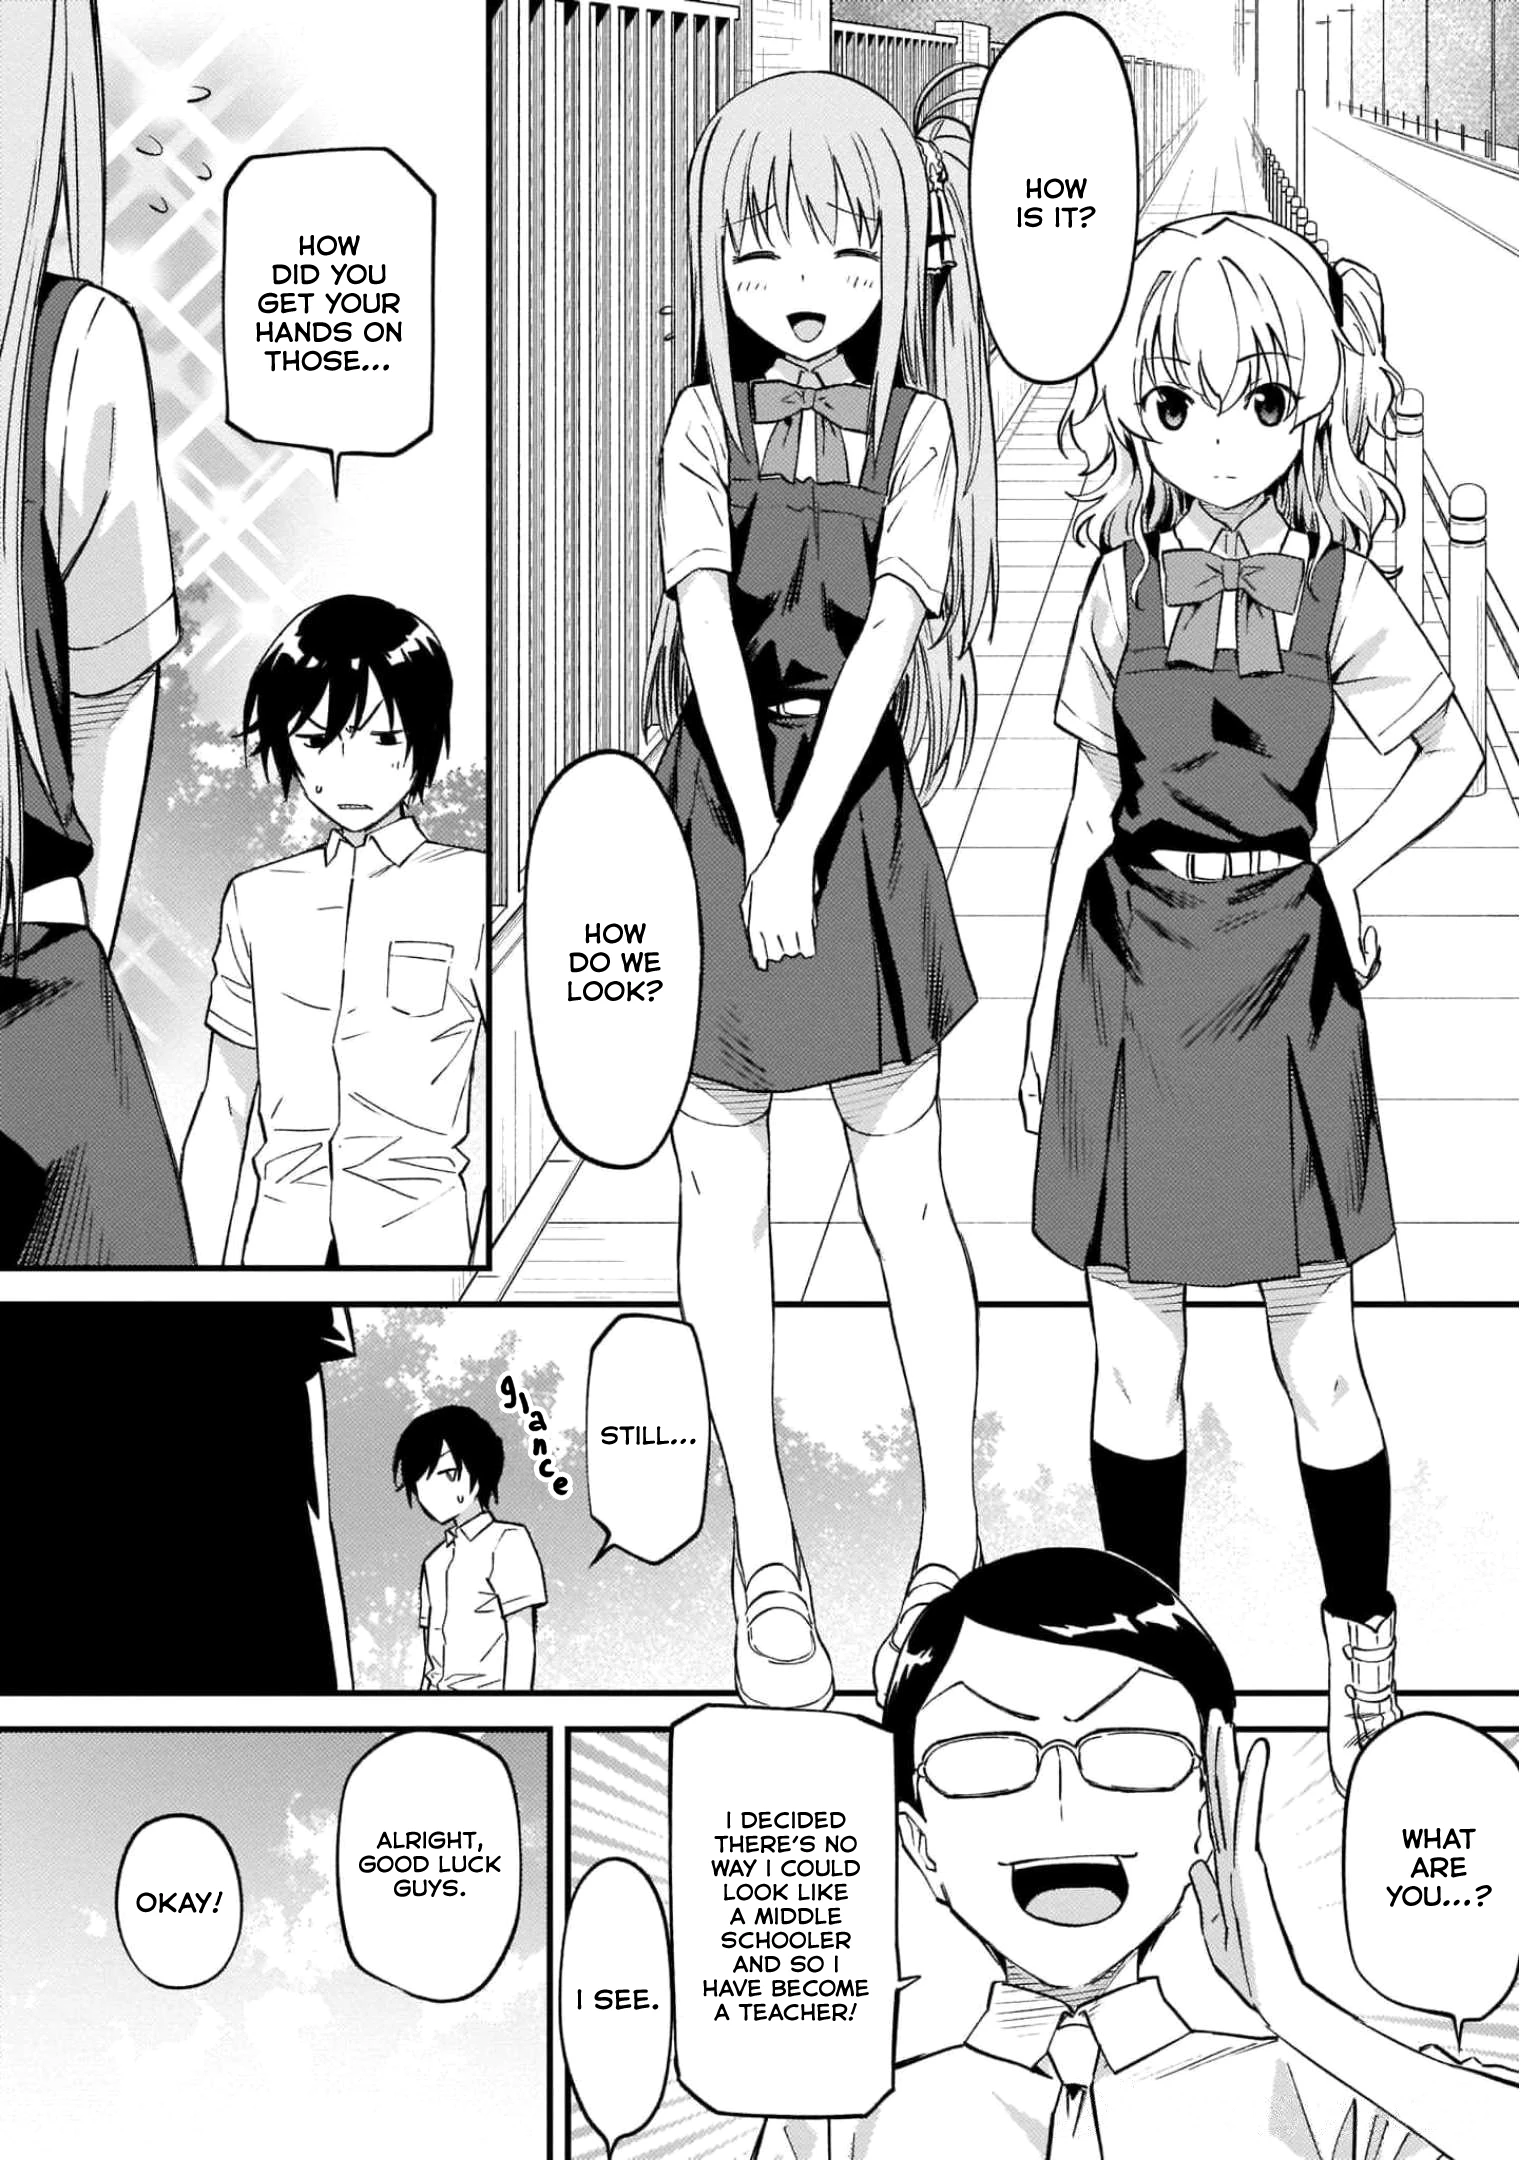 HOW
IS IT?
HOW
DO WE
LOOK?
HOW
DID YOU
GET YOUR
HANDS ON
THOSE...
STILL...
glance
WHAT
ARE
YOU...?
I DECIDED
THERE'S NO
WAY I COULD
LOOK LIKE
A MIDDLE
SCHOOLER
AND SO I
HAVE BECOME
A TEACHER!
I SEE.
ALRIGHT,
GOOD LUCK
GUYS.
OKAY!